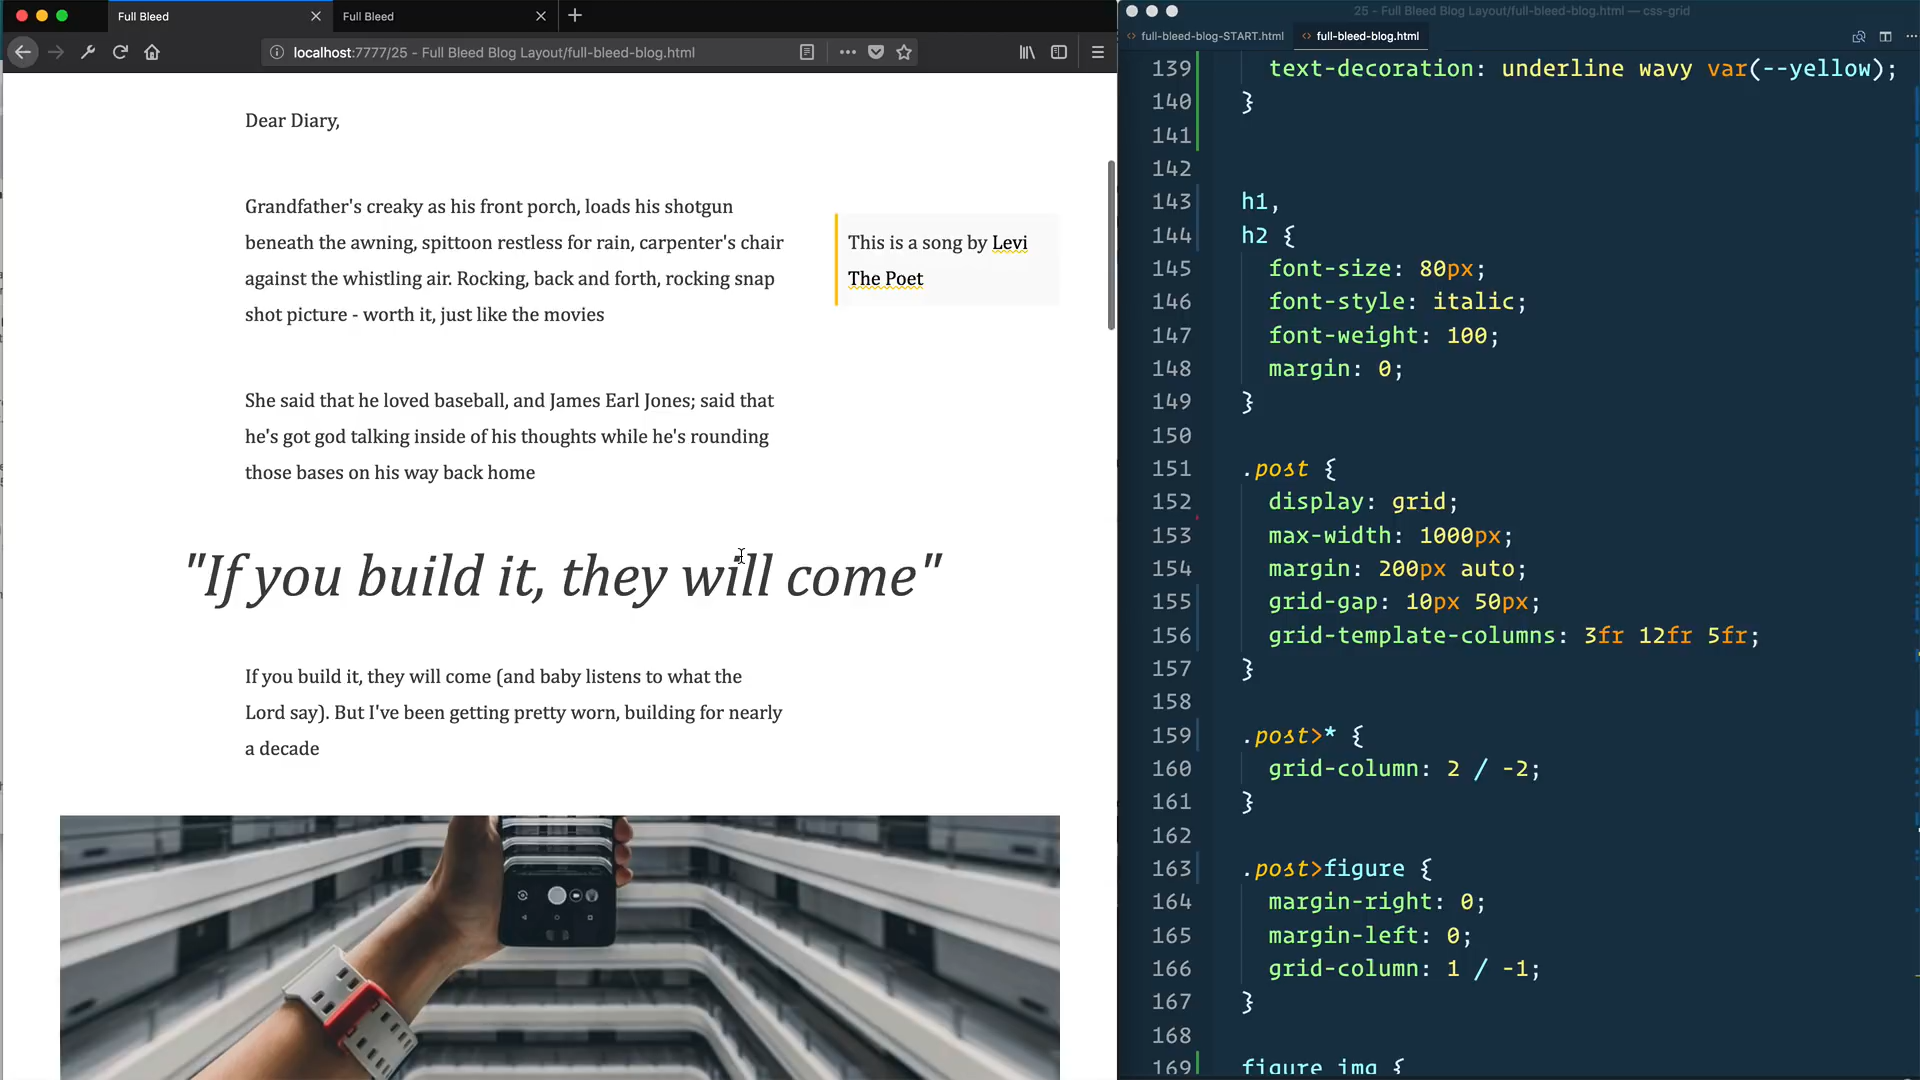 Full Bleed
Full Bleed
localhost:7777/25 - Full Bleed Blog Layout/full-bleed-blog.html
Dear Diary,
Grandfather's creaky as his front porch, loads his shotgun
beneath the awning, spittoon restless for rain, carpenter's chair
against the whistling air. Rocking, back and forth, rocking snap
shot picture - worth it, just like the movies
This is a song by Levi
The Poet
She said that he loved baseball, and James Earl Jones; said that
he's got god talking inside of his thoughts while he's rounding
those bases on his way back home
"If you build it, they will come"
If you build it, they will come (and baby listens to what the
Lord say). But I've been getting pretty worn, building for nearly
a decade
25 - Full Bleed Blog Layout/full-bleed-blog.html — css-grid
full-bleed-blog-START.html
full-bleed-blog.html
139 text-decoration: underline wavy var(--yellow);
140 }
141
142
143 h1,
144 h2 {
145 font-size: 80px;
146 font-style: italic;
147 font-weight: 100;
148 margin: 0;
149 }
150
151 .post {
152 display: grid;
153 max-width: 1000px;
154 margin: 200px auto;
155 grid-gap: 10px 50px;
156 grid-template-columns: 3fr 12fr 5fr;
157 }
158
159 .post>* {
160 grid-column: 2 / -2;
161 }
162
163 .post>figure {
164 margin-right: 0;
165 margin-left: 0;
166 grid-column: 1 / -1;
167 }
168
169 figure img {